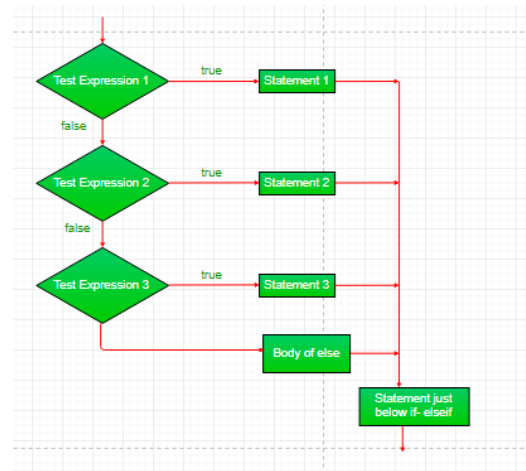 Test Expression 1
true
Statement 1
false
Test Expression 2
true
Statement 2
false
Test Expression 3
true
Statement 3
Body of else
Statement just
below if- elseif